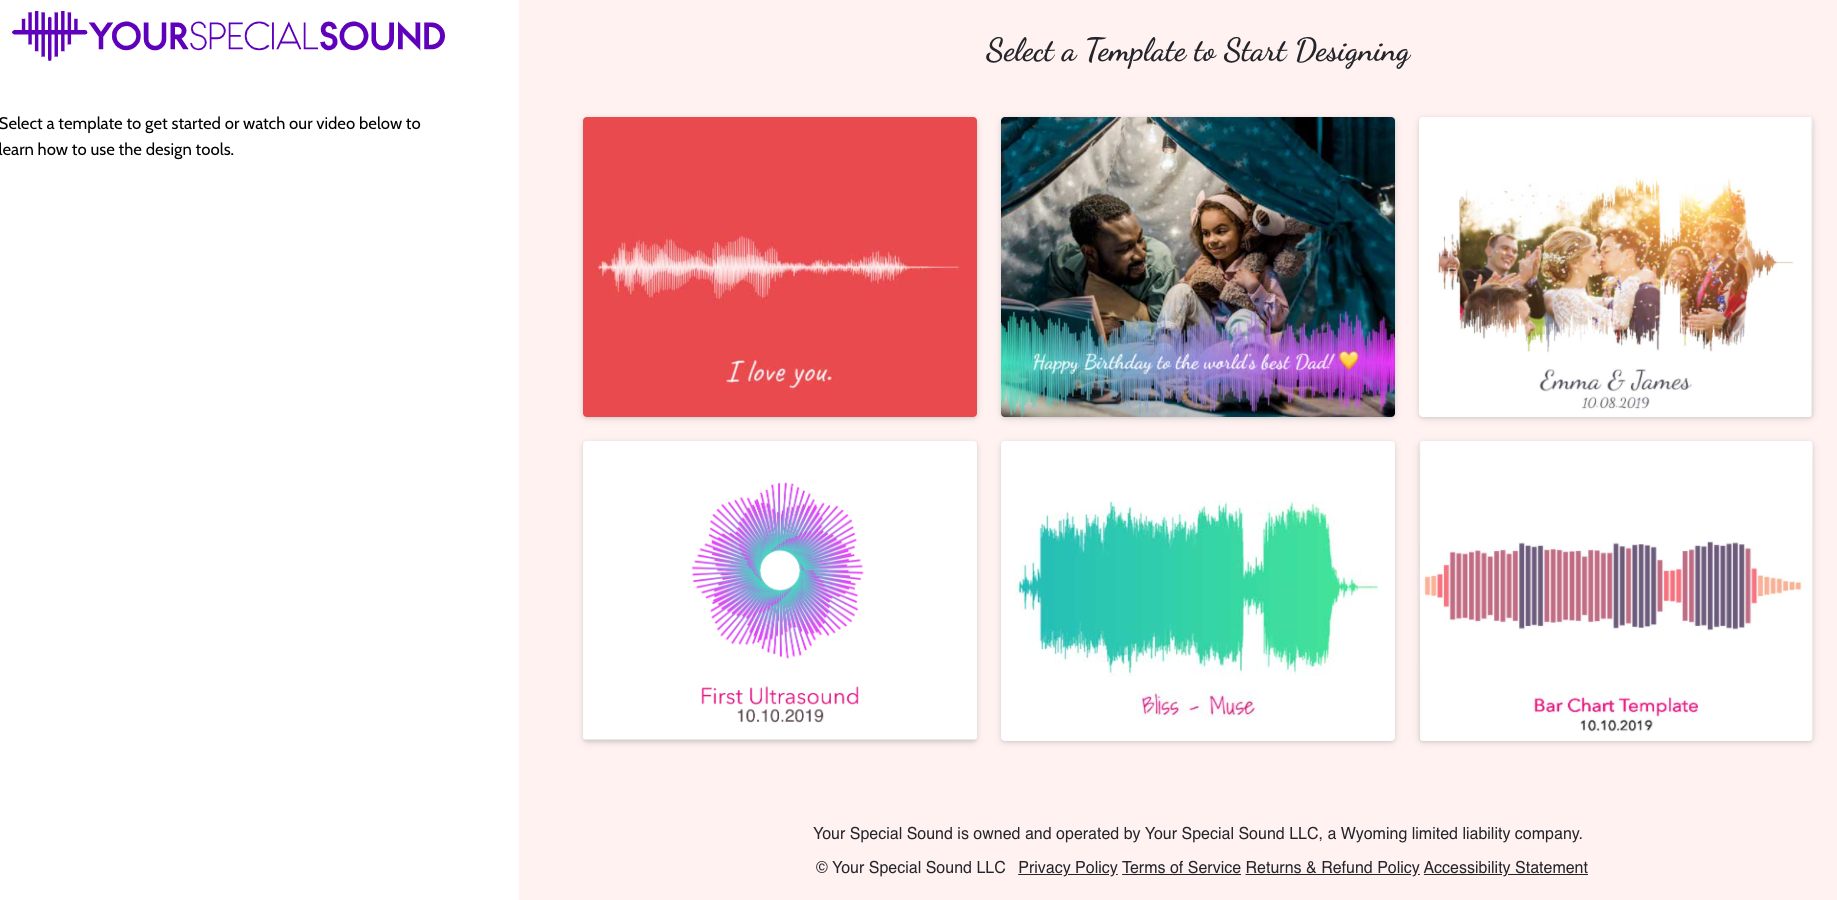 YOURSPECIALSOUND
Select a template to get started or watch our video below to
learn how to use the design tools.
Select a Template to Start Designing
I love you.
Happy Birthday to the world's best Dad! 💛
Emma & James
10.08.2019
First Ultrasound
10.10.2019
Bliss - Muse
Bar Chart Template
10.10.2019
Your Special Sound is owned and operated by Your Special Sound LLC, a Wyoming limited liability company.
© Your Special Sound LLC Privacy Policy Terms of Service Returns & Refund Policy Accessibility Statement